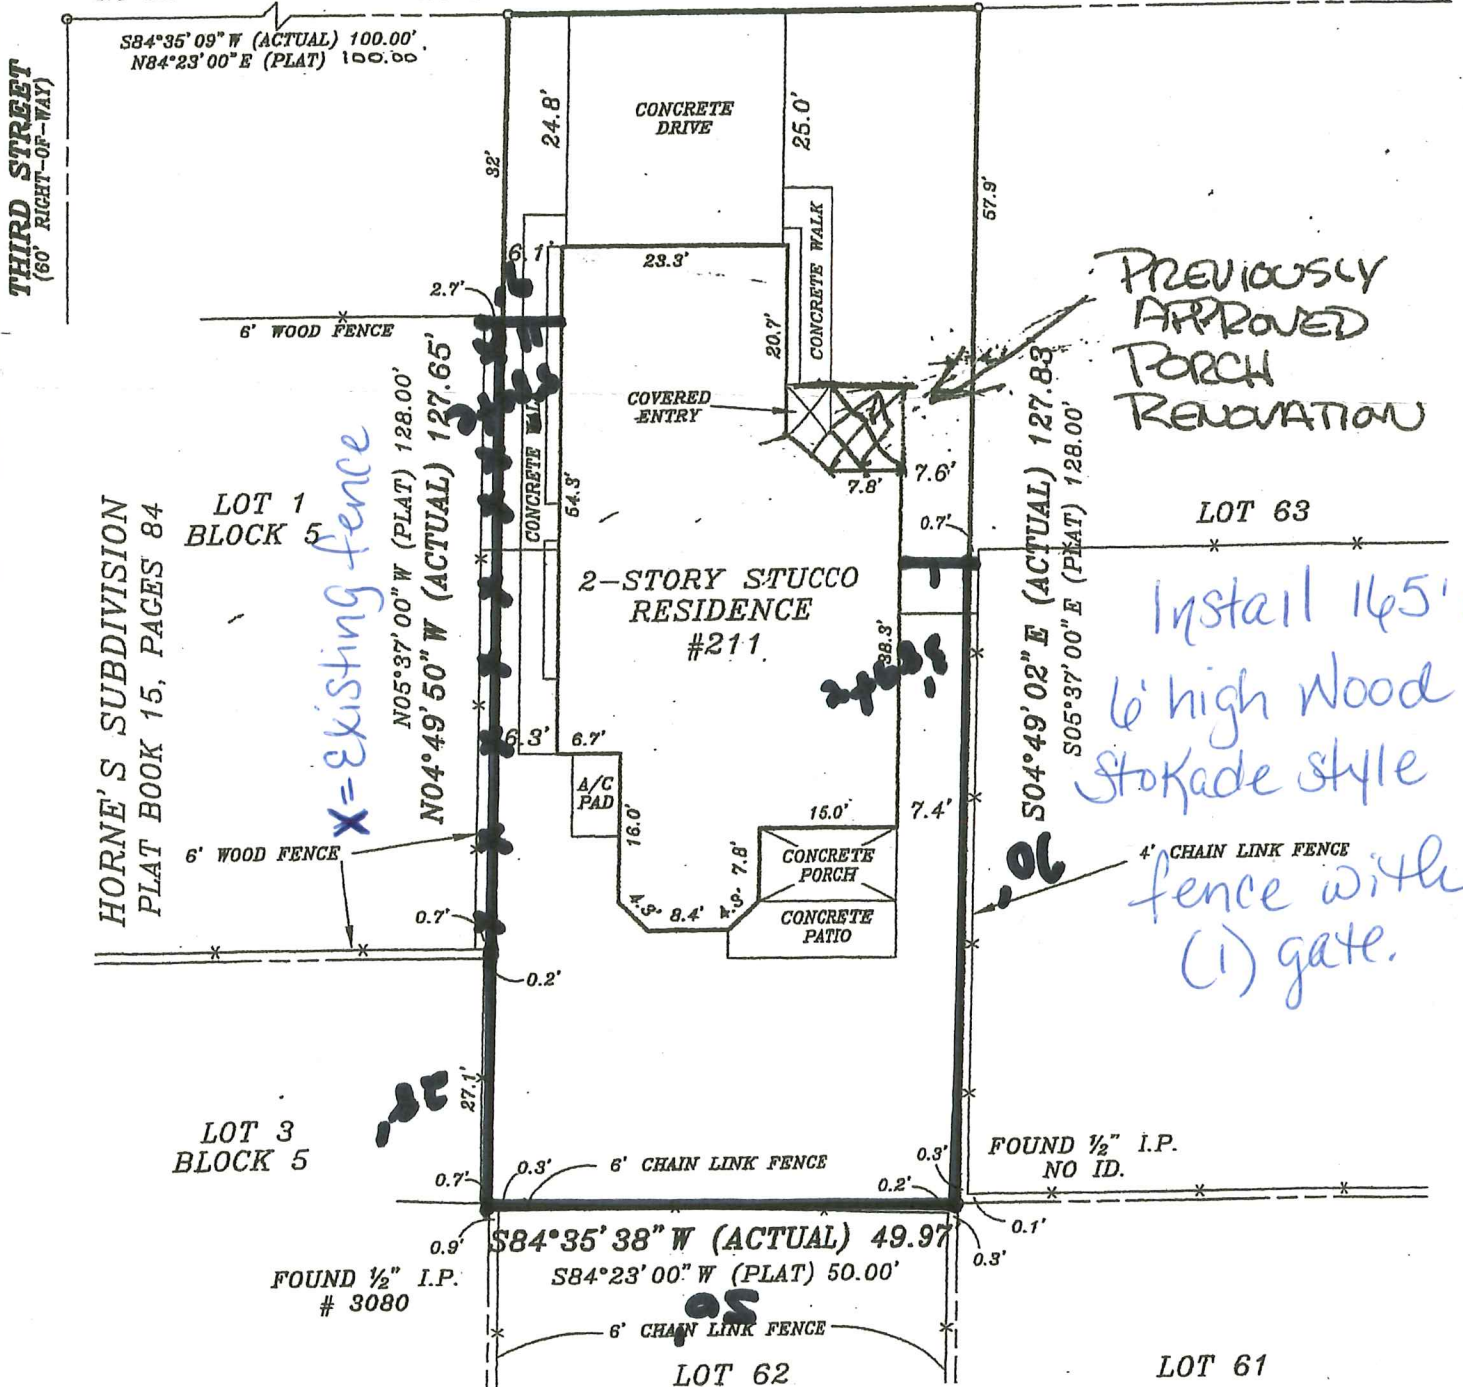 S84°35'09"W (ACTUAL) 100.00'
N84°23'00"E (PLAT) 100.00
THIRD STREET
(60' RIGHT-OF-WAY)
32'
24.8'
CONCRETE
DRIVE
25.0'
57.9'
CONCRETE WALK
6.1'
23.3'
2.7'
20.7'
6' WOOD FENCE
PREVIOUSLY
APPROVED
PORCH
RENOVATION
COVERED
ENTRY
7.8'
7.6'
CONCRETE WAL
54.3'
N05°37'00"W (PLAT) 128.00'
N04°49'50"W (ACTUAL) 127.65'
S04°49'02"E (ACTUAL) 127.83
S05°37'00"E (PLAT) 128.00'
HORNE'S SUBDIVISION
PLAT BOOK 15, PAGES 84
LOT 1
BLOCK 5
X=Existing fence
0.7'
LOT 63
2-STORY STUCCO
RESIDENCE
#211
38.3'
Install 165'
6' high Wood
Stokade style
fence with
(1) gate.
6.3'
6.7'
A/C
PAD
16.0'
15.0'
7.4'
6' WOOD FENCE
7.8'
CONCRETE
PORCH
4' CHAIN LINK FENCE
90'
4.3'
8.4'
4.3'
CONCRETE
PATIO
0.7'
0.2'
27.1'
LOT 3
BLOCK 5
0.7'
0.3'
6' CHAIN LINK FENCE
0.2'
0.3'
FOUND ½" I.P.
NO ID.
0.1'
0.9'
S84°35'38"W (ACTUAL) 49.97'
0.3'
FOUND ½" I.P.
# 3080
S84°23'00"W (PLAT) 50.00'
50'
6' CHAIN LINK FENCE
LOT 62
LOT 61